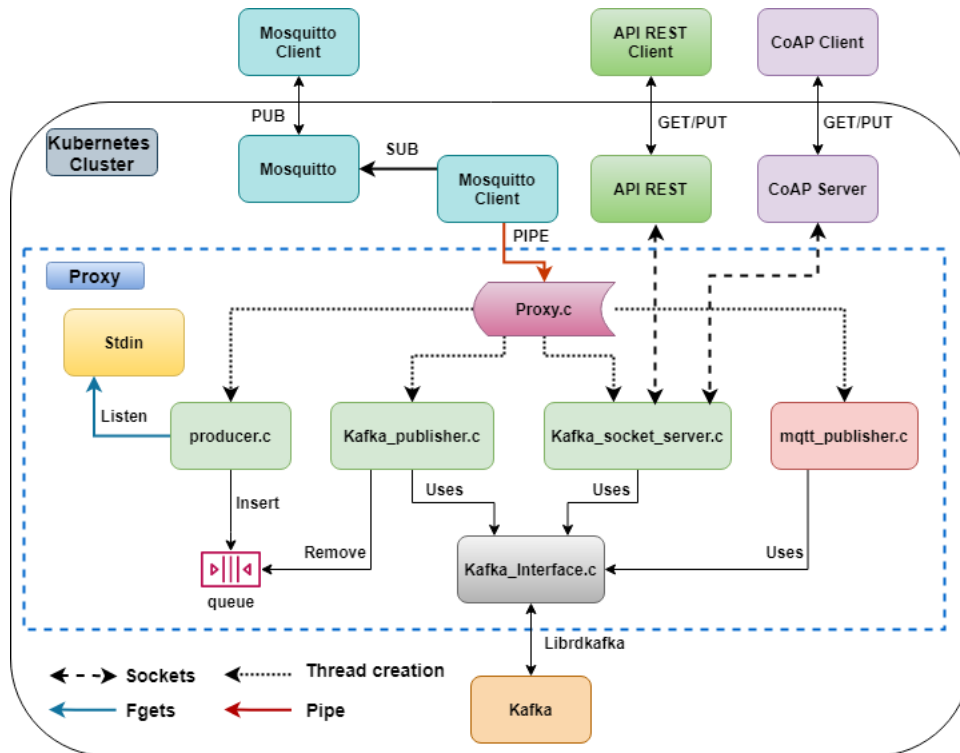 Mosquitto
Client
API REST
Client
CoAP Client
PUB
GET/PUT
GET/PUT
Kubernetes
Cluster
SUB
Mosquitto
Mosquitto
Client
API REST
CoAP Server
PIPE
Proxy
Proxy.c
Stdin
Listen
producer.c
Kafka_publisher.c
Kafka_socket_server.c
mqtt_publisher.c
Insert
Uses
Uses
Remove
Uses
Kafka_Interface.c
queue
Librdkafka
Sockets
Thread creation
Fgets
Pipe
Kafka